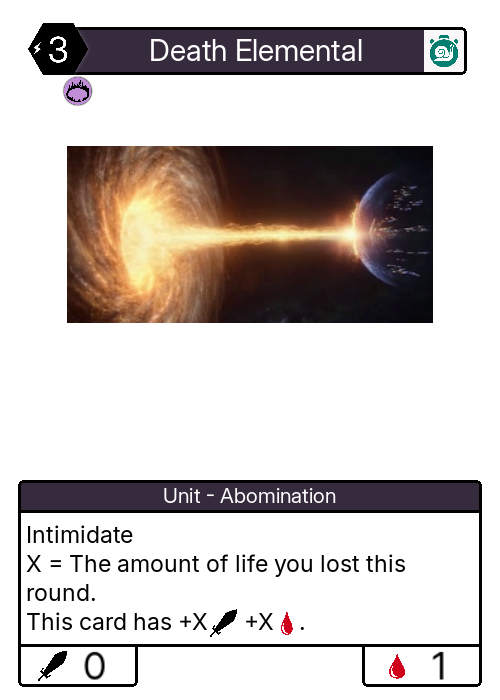 3 Death Elemental
Unit - Abomination
Intimidate
X = The amount of life you lost this
round.
This card has +X +X .
0 1